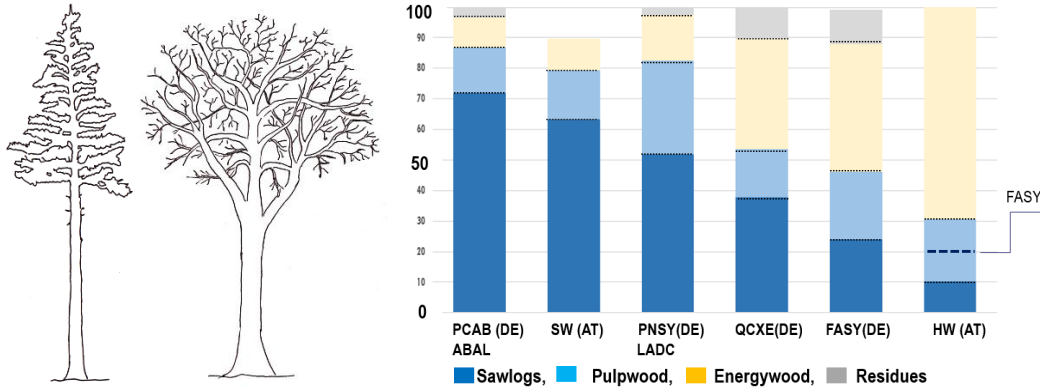 100
90
80
70
60
50
40
30
20
10
0
FASY
PCAB (DE) SW (AT) PNSY(DE) QCXE(DE) FASY(DE) HW (AT)
ABAL LADC
Sawlogs, Pulpwood, Energywood, Residues